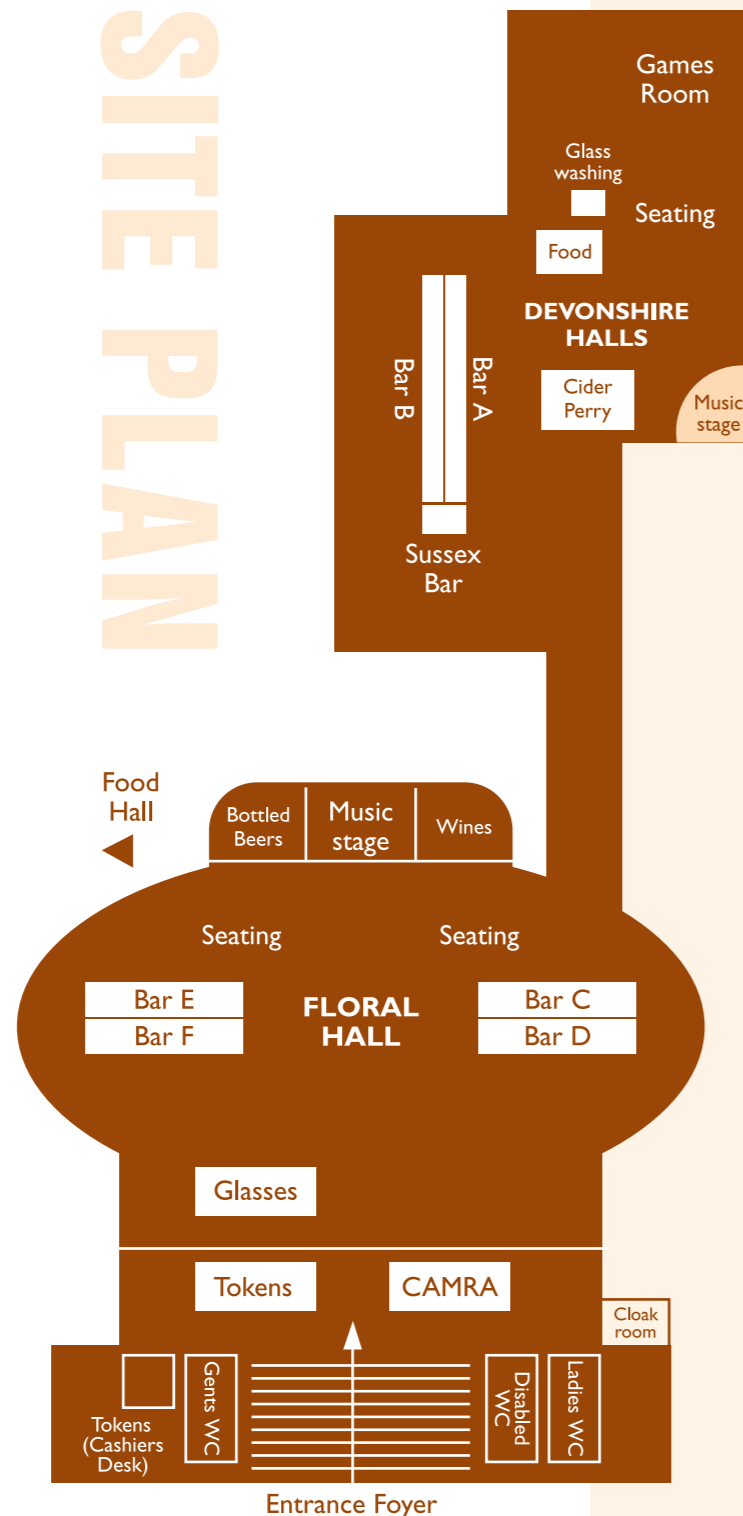 SITE PLAN
Games
Room
Glass
washing
Seating
Food
DEVONSHIRE
HALLS
Bar B
Bar A
Cider
Perry
Music
stage
Sussex
Bar
Food
Hall
Bottled
Beers
Music
stage
Wines
Seating
Seating
Bar E
Bar F
FLORAL
HALL
Bar C
Bar D
Glasses
Tokens
CAMRA
Cloak
room
Tokens
(Cashiers
Desk)
Gents WC
Disabled
WC
Ladies WC
Entrance Foyer